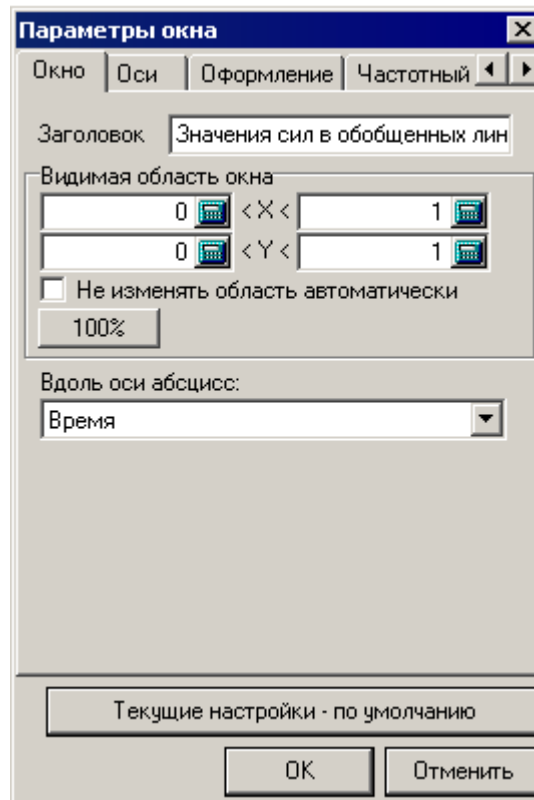 Параметры окна
Окно Оси Оформление Частотный
Заголовок Значения сил в обобщенных лин
Видимая область окна
0 < X < 1
0 < Y < 1
Не изменять область автоматически
100%
Вдоль оси абсцисс:
Время
Текущие настройки - по умолчанию
OK Отменить